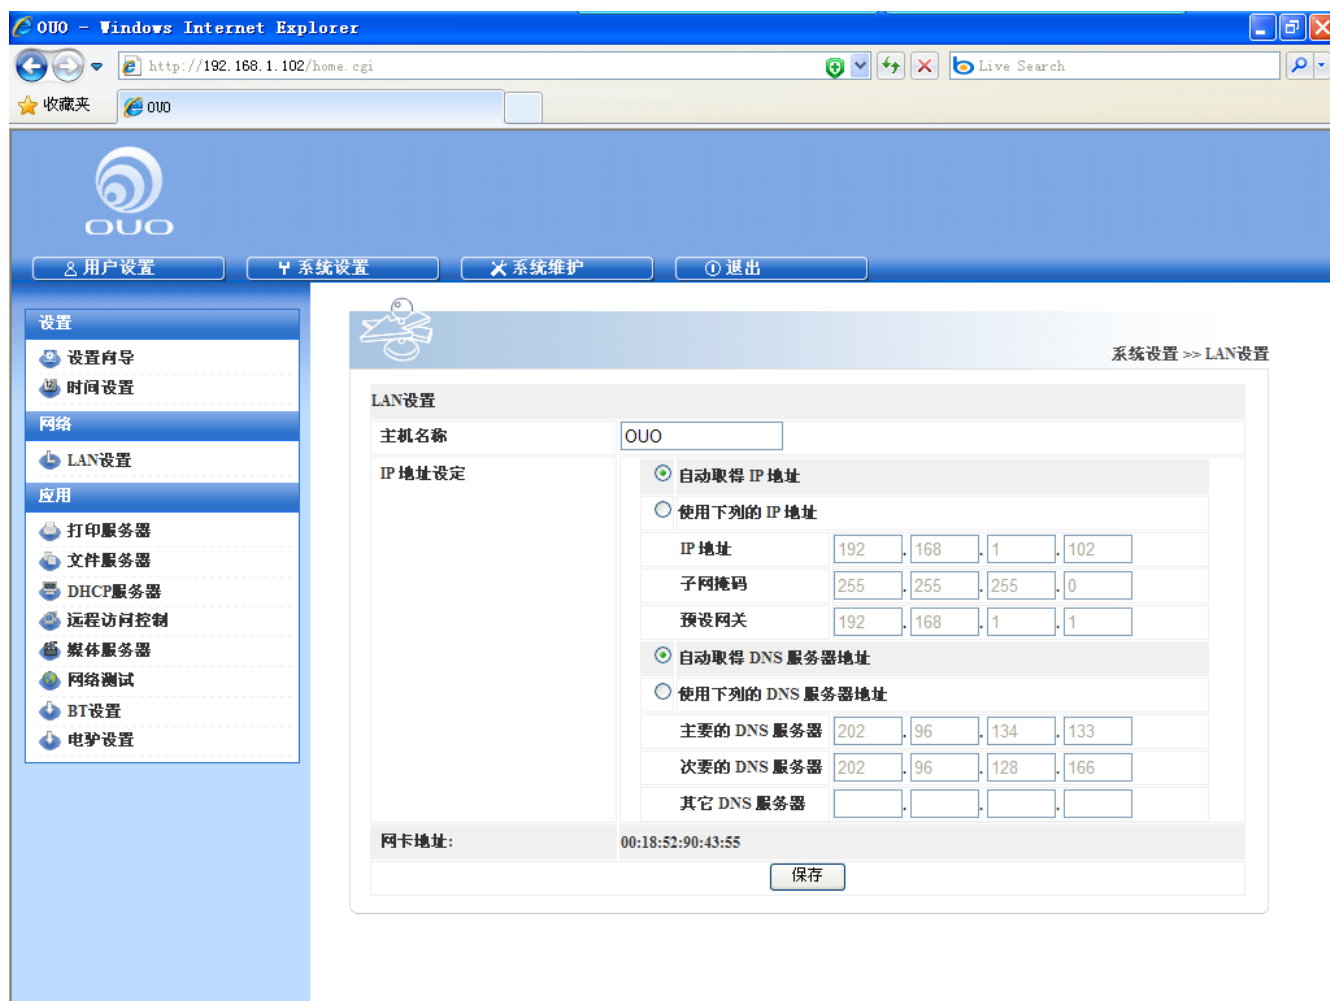 OUO - Windows Internet Explorer
http://192.168.1.102/home.cgi
Live Search
收藏夹
OUO
OUO
用户设置
系统设置
系统维护
退出
设置
设置向导
时间设置
网络
LAN设置
应用
打印服务器
文件服务器
DHCP服务器
远程访问控制
媒体服务器
网络测试
BT设置
电驴设置
系统设置 >> LAN设置
LAN设置
主机名称 OUO
IP 地址设定
自动取得 IP 地址
使用下列的 IP 地址
IP 地址 192 . 168 . 1 . 102
子网掩码 255 . 255 . 255 . 0
预设网关 192 . 168 . 1 . 1
自动取得 DNS 服务器地址
使用下列的 DNS 服务器地址
主要的 DNS 服务器 202 . 96 . 134 . 133
次要的 DNS 服务器 202 . 96 . 128 . 166
其它 DNS 服务器 . . .
网卡地址: 00:18:52:90:43:55
保存